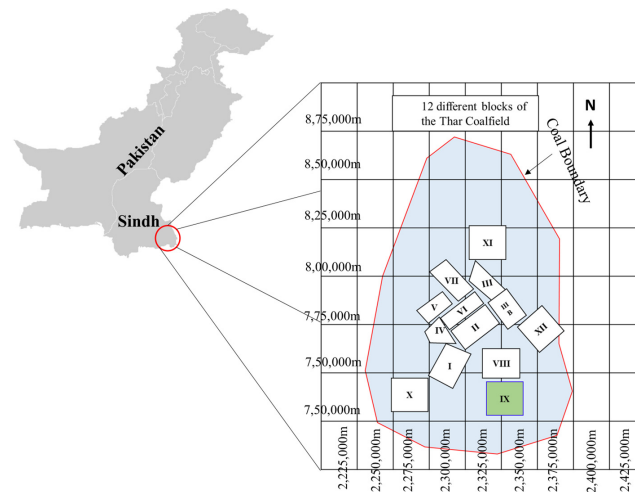 Pakistan
Sindh
12 different blocks of
the Thar Coalfield
N
Coal Boundary
8,75,000m
8,50,000m
8,25,000m
8,00,000m
7,75,000m
7,50,000m
7,50,000m
XI
VII
III
V
VI
III
B
IV
II
XII
I
VIII
X
IX
2,225,000m
2,250,000m
2,275,000m
2,300,000m
2,325,000m
2,350,000m
2,375,000m
2,400,000m
2,425,000m